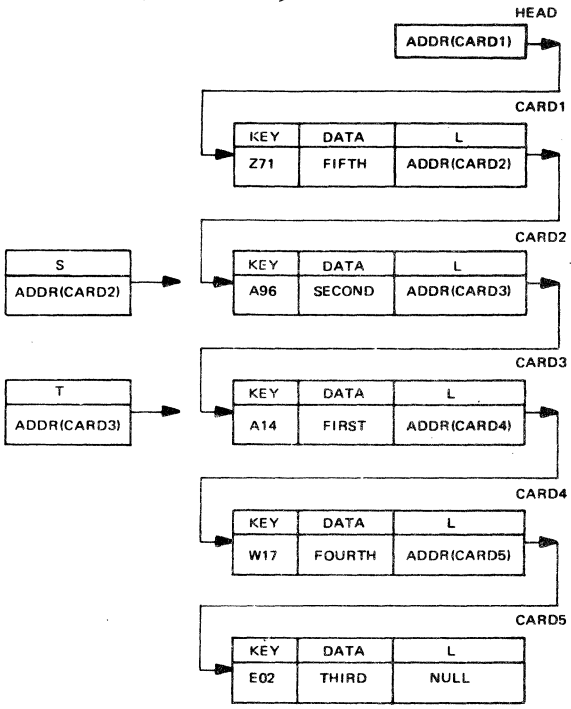 HEAD
ADDR(CARD1)
CARD1
KEY DATA L
Z71 FIFTH ADDR(CARD2)
CARD2
S
ADDR(CARD2)
KEY DATA L
A96 SECOND ADDR(CARD3)
CARD3
T
ADDR(CARD3)
KEY DATA L
A14 FIRST ADDR(CARD4)
CARD4
KEY DATA L
W17 FOURTH ADDR(CARD5)
CARD5
KEY DATA L
E02 THIRD NULL